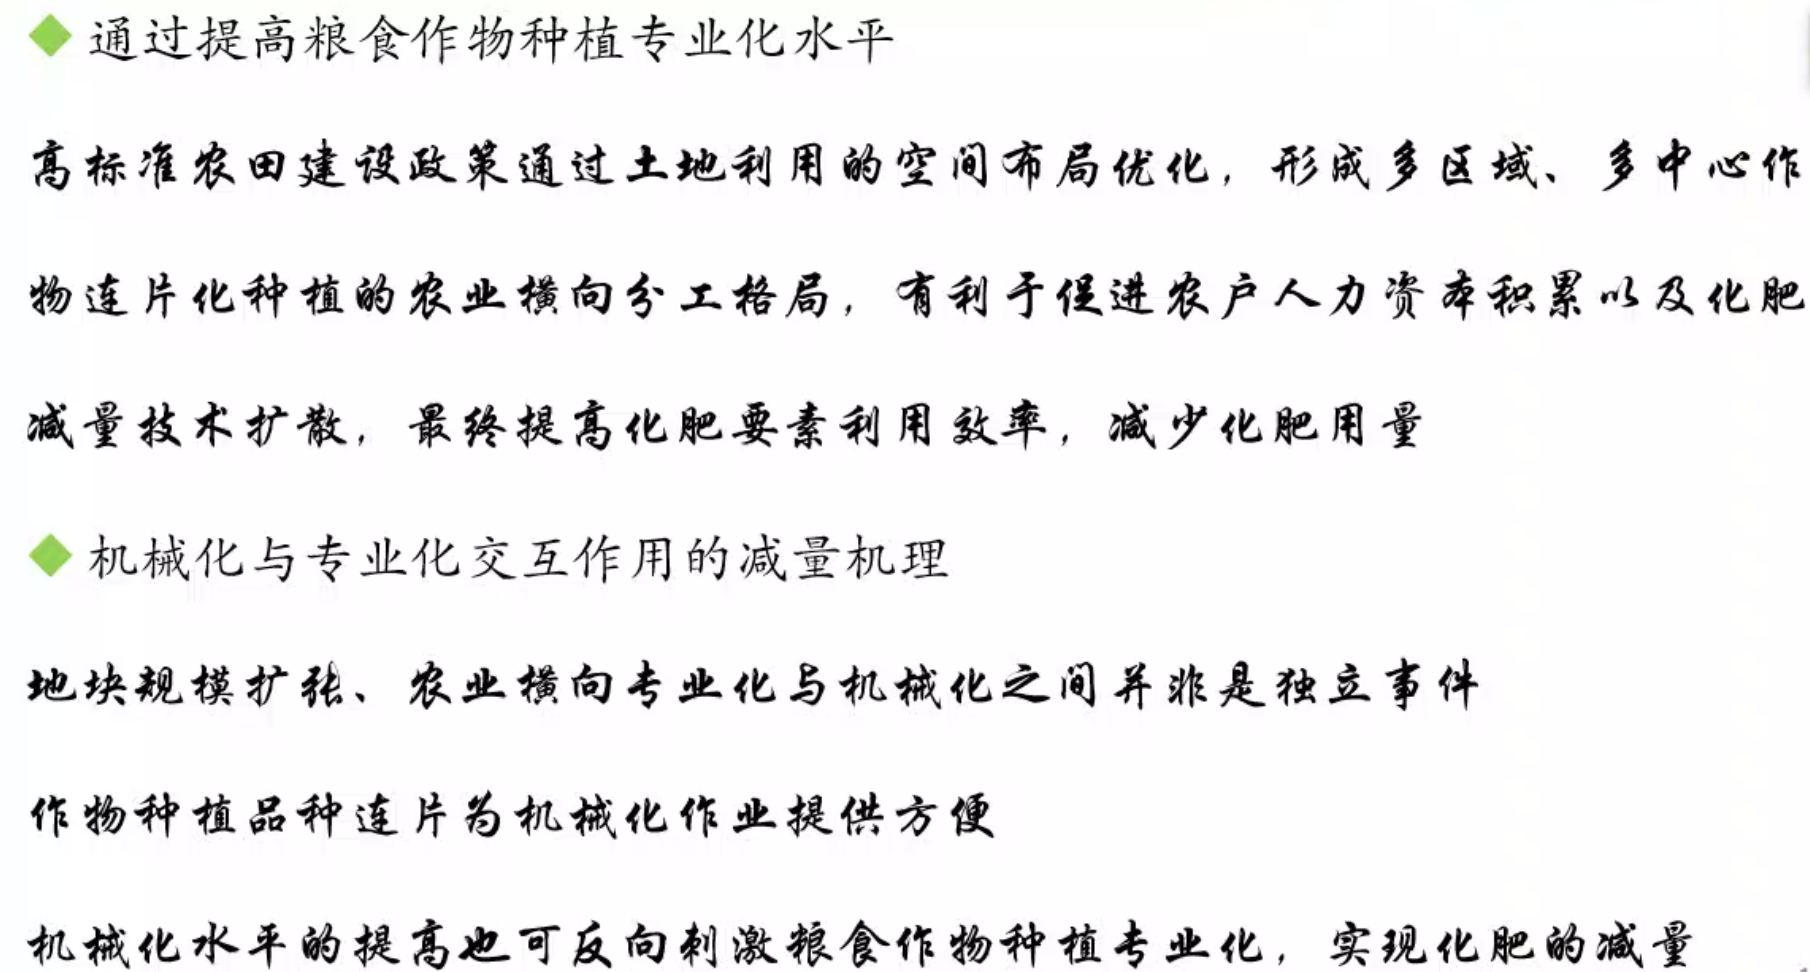 通过提高粮食作物种植专业化水平
高标准农田建设政策通过土地利用的空间布局优化，形成多区域、多中心作
物连片化种植的农业横向分工格局，有利于促进农户人力资本积累以及化肥
减量技术扩散，最终提高化肥要素利用效率，减少化肥用量
机械化与专业化交互作用的减量机理
地块规模扩张、农业横向专业化与机械化之间并非是独立事件
作物种植品种连片为机械化作业提供方便
机械化水平的提高也可反向刺激粮食作物种植专业化，实现化肥的减量